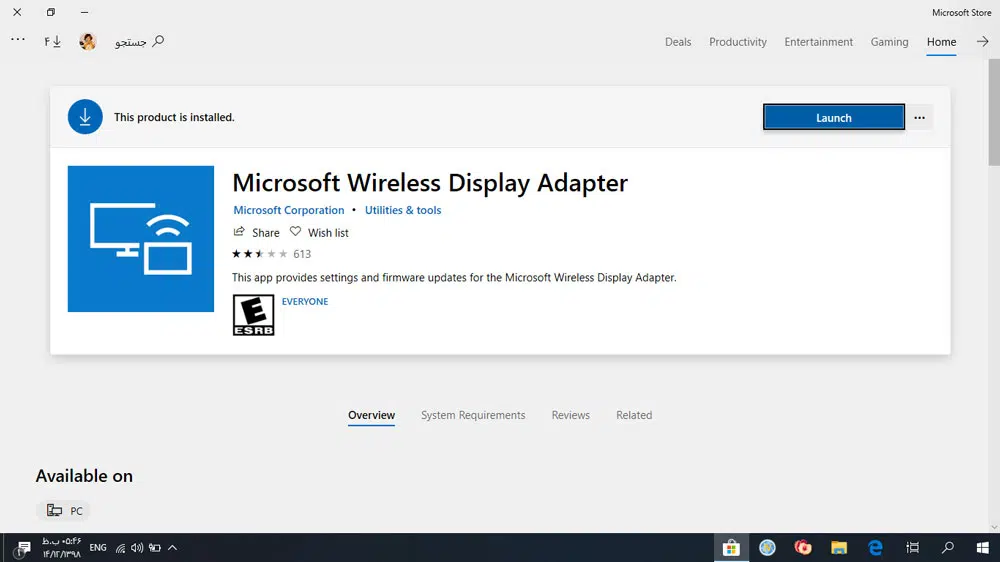 Microsoft Store
۴
جستجو
Deals
Productivity
Entertainment
Gaming
Home
This product is installed.
Launch
Microsoft Wireless Display Adapter
Microsoft Corporation • Utilities & tools
Share
Wish list
613
This app provides settings and firmware updates for the Microsoft Wireless Display Adapter.
E
ESRB
EVERYONE
Overview
System Requirements
Reviews
Related
Available on
PC
۰۵:۴۶ ب.ظ
۱۴/۱۲/۱۳۹۸
ENG